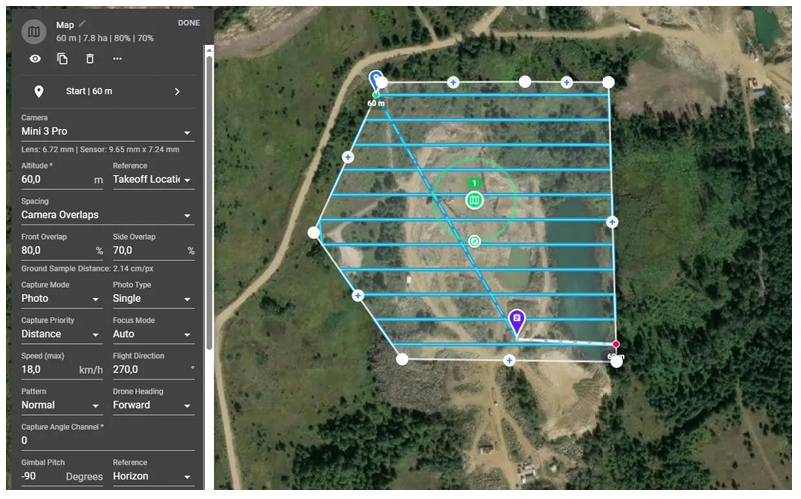 Map
DONE
60 m | 7.8 ha | 80% | 70%
Start | 60 m
Camera
Mini 3 Pro
Lens: 6.72 mm | Sensor: 9.65 mm x 7.24 mm
Altitude * Reference
60,0 m Takeoff Locatic
Spacing
Camera Overlaps
Front Overlap Side Overlap
80,0 % 70,0 %
Ground Sample Distance: 2.14 cm/px
Capture Mode Photo Type
Photo Single
Capture Priority Focus Mode
Distance Auto
Speed (max) Flight Direction
18,0 km/h 270,0 °
Pattern Drone Heading
Normal Forward
Capture Angle Channel *
0
Gimbal Pitch Reference
-90 Degrees Horizon
60 m
1